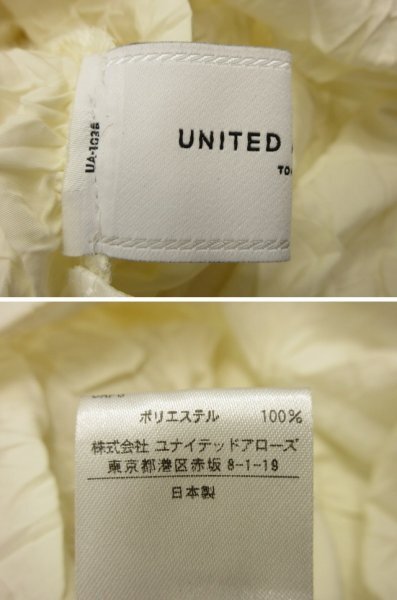 UNITED
TO
UA-1038
ポリエステル 100%
株式会社 ユナイテッドアローズ
東京都港区赤坂 8-1-19
日本製